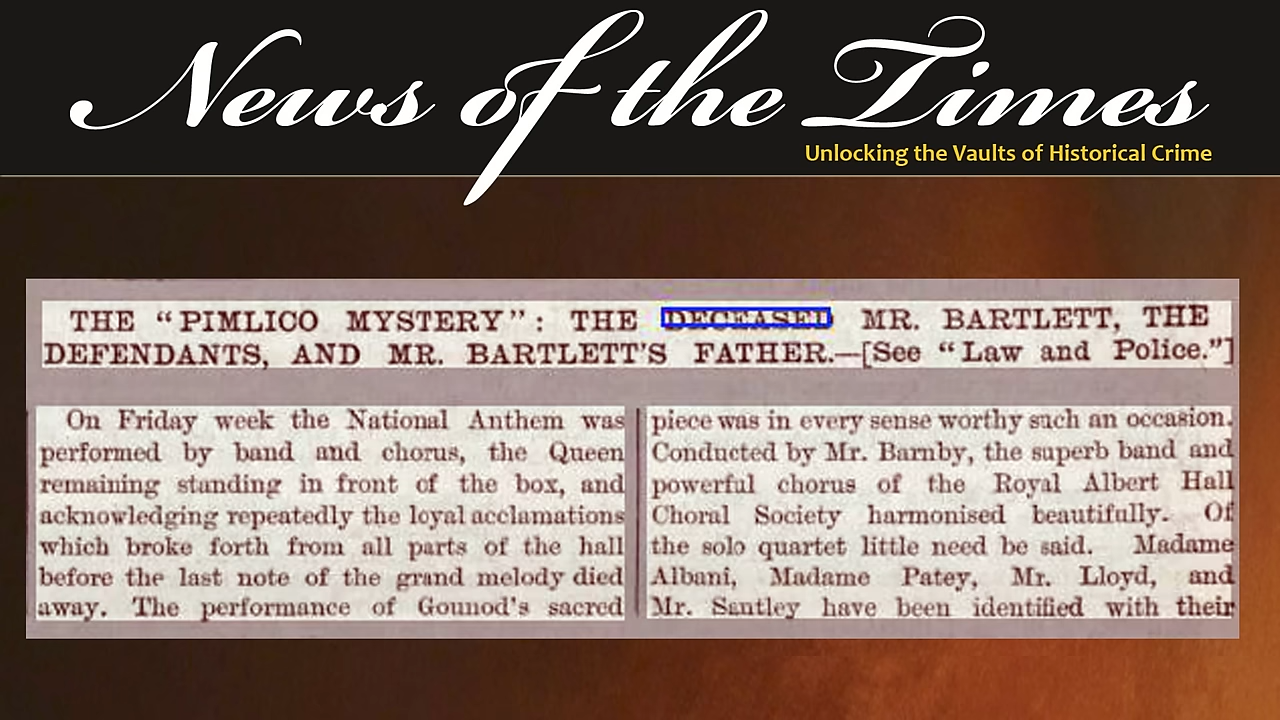 News of the Times
Unlocking the Vaults of Historical Crime
THE “PIMLICO MYSTERY”: THE DECEASED MR. BARTLETT, THE
DEFENDANTS, AND MR. BARTLETT'S FATHER.—[See “Law and Police.”]
On Friday week the National Anthem was
performed by band and chorus, the Queen
remaining standing in front of the box, and
acknowledging repeatedly the loyal acclamations
which broke forth from all parts of the hall
before the last note of the grand melody died
away. The performance of Gounod's sacred
piece was in every sense worthy such an occasion.
Conducted by Mr. Barnby, the superb band and
powerful chorus of the Royal Albert Hall
Choral Society harmonised beautifully. Of
the solo quartet little need be said. Madame
Albani, Madame Patey, Mr. Lloyd, and
Mr. Santley have been identified with their